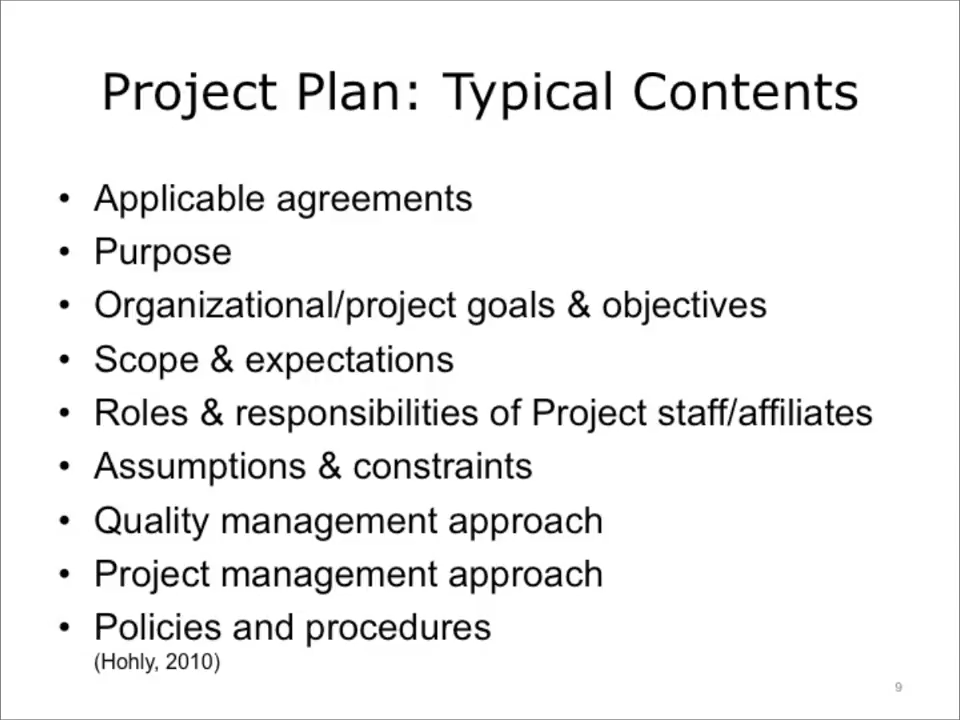 Project Plan: Typical Contents
• Applicable agreements
• Purpose
• Organizational/project goals & objectives
• Scope & expectations
• Roles & responsibilities of Project staff/affiliates
• Assumptions & constraints
• Quality management approach
• Project management approach
• Policies and procedures
(Hohly, 2010)
9